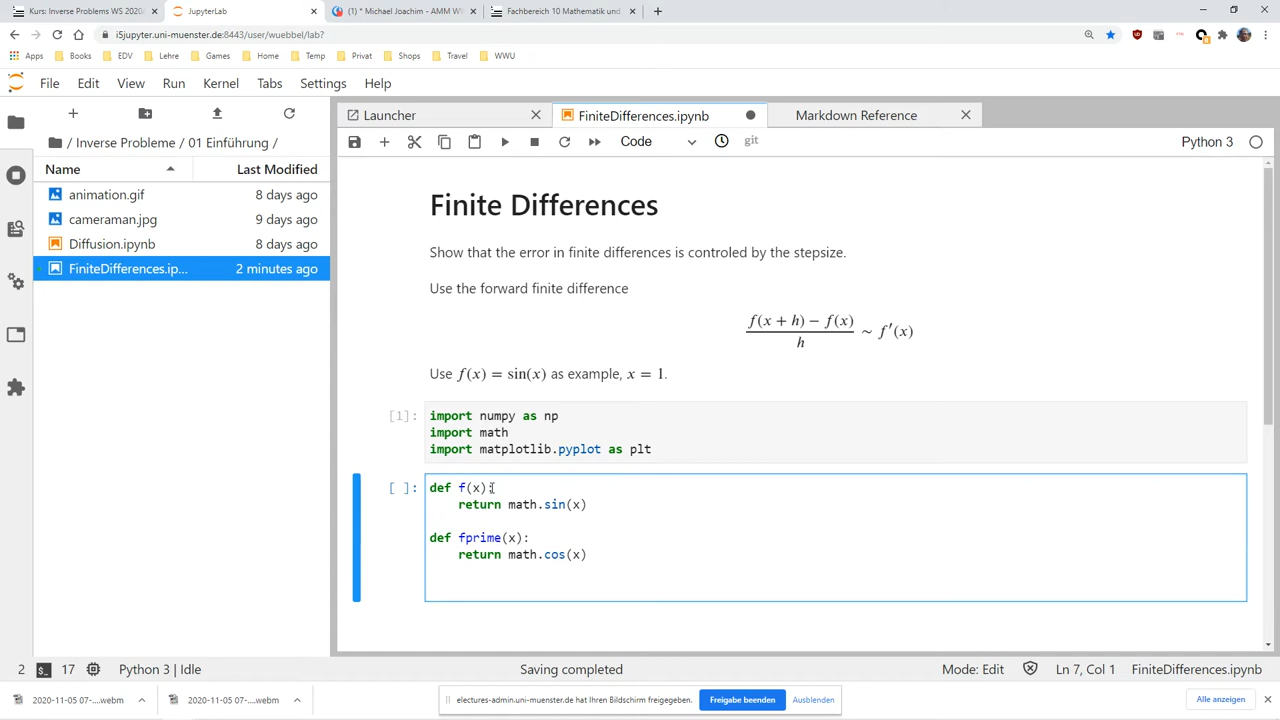 Kurs: Inverse Problems WS 2020/
JupyterLab
(1) * Michael Joachim - AMM WW
Fachbereich 10 Mathematik und
i5jupyter.uni-muenster.de:8443/user/wuebbel/lab?
Apps Books EDV Lehre Games Home Temp Privat Shops Travel WWU
File Edit View Run Kernel Tabs Settings Help
Launcher
FiniteDifferences.ipynb
Markdown Reference
Code
git
Python 3
/ Inverse Probleme / 01 Einführung /
Name Last Modified
animation.gif 8 days ago
cameraman.jpg 9 days ago
Diffusion.ipynb 8 days ago
FiniteDifferences.ip... 2 minutes ago
Finite Differences
Show that the error in finite differences is controled by the stepsize.
Use the forward finite difference
f(x + h) − f(x)
h
∼ f′(x)
Use f(x) = sin(x) as example, x = 1.
[1]:
import numpy as np
import math
import matplotlib.pyplot as plt
[ ]:
def f(x):
return math.sin(x)
def fprime(x):
return math.cos(x)
2 17 Python 3 | Idle Saving completed Mode: Edit Ln 7, Col 1 FiniteDifferences.ipynb
2020-11-05 07-....webm
2020-11-05 07-....webm
electures-admin.uni-muenster.de hat Ihren Bildschirm freigegeben.
Freigabe beenden
Ausblenden
Alle anzeigen